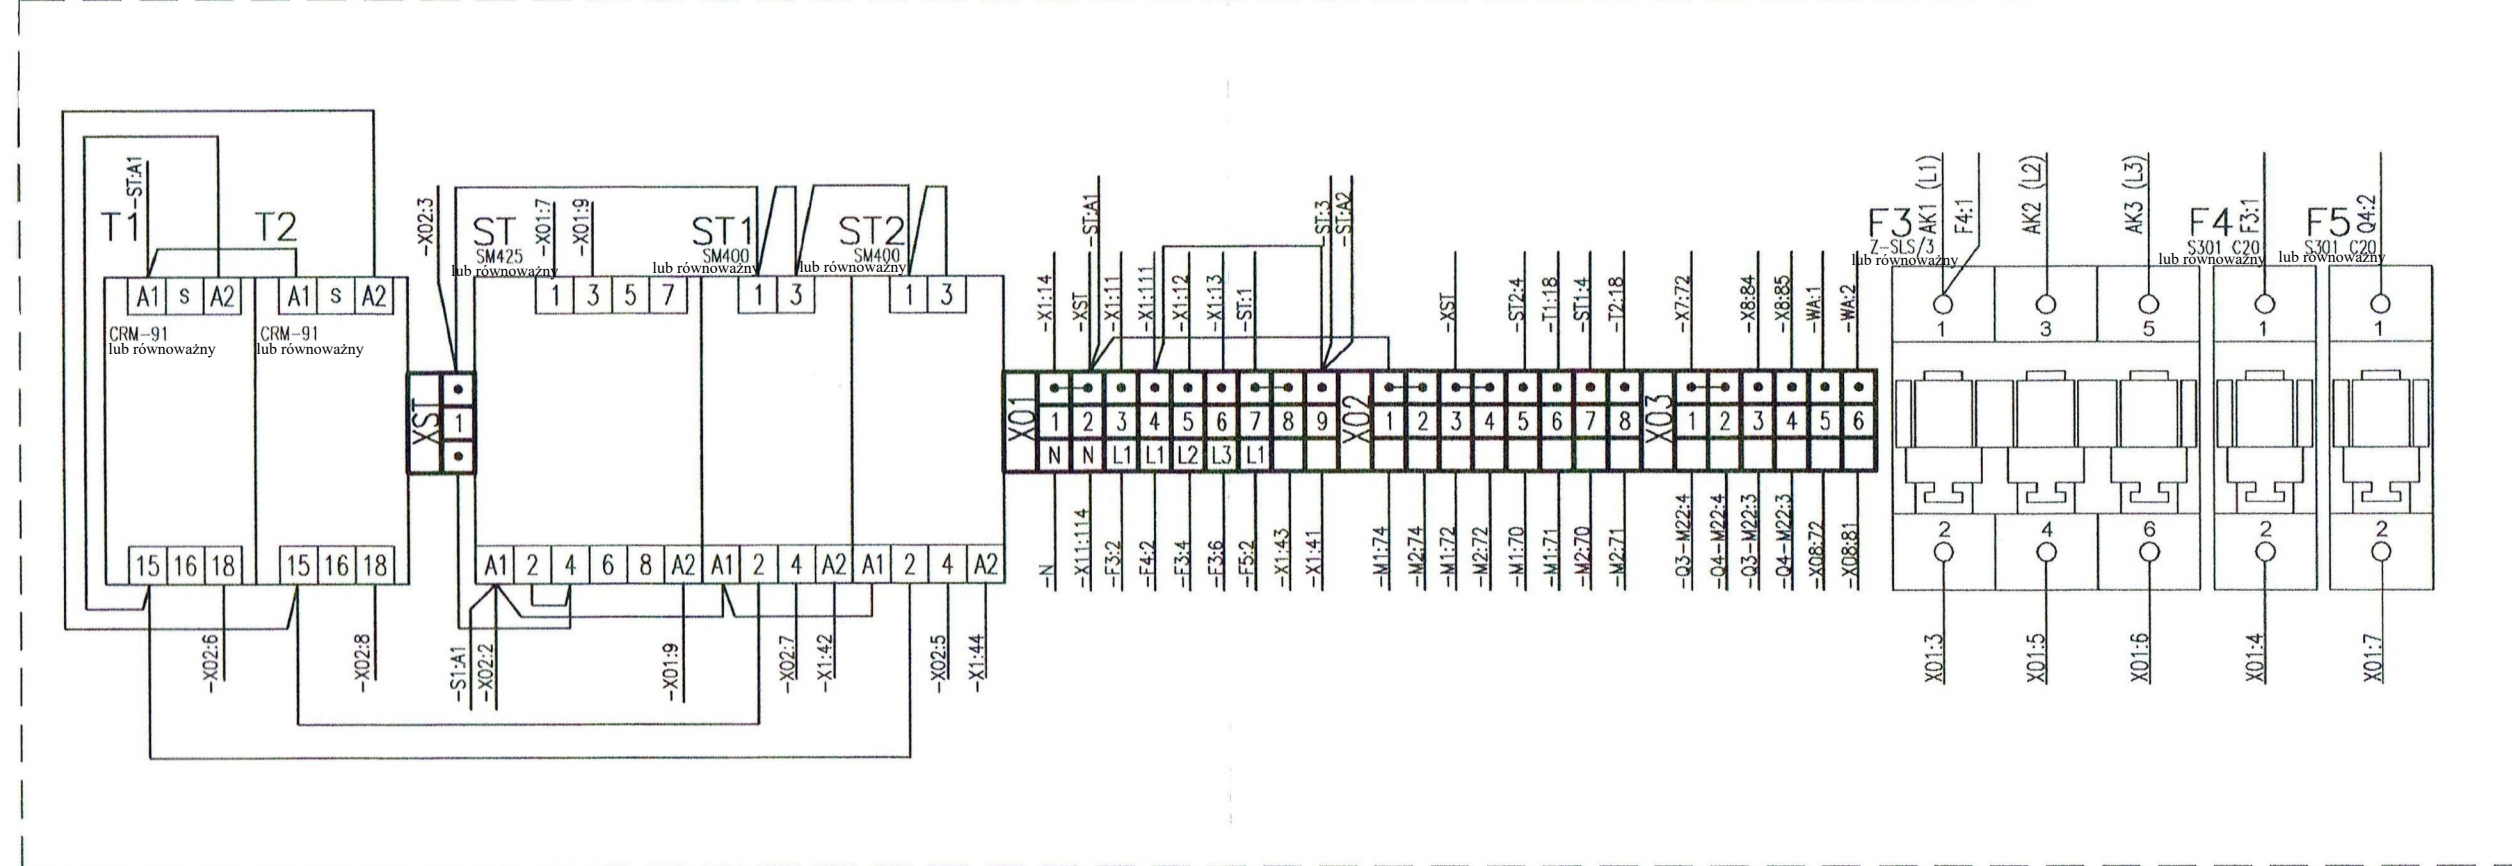 T1
-ST:A1
T2
A1 S A2
A1 S A2
CRM-91
lub równoważny
CRM-91
lub równoważny
15 16 18
15 16 18
-X02:6
-X02:8
-X02:3
XST
1
ST
SM425
lub równoważny
-X01:7
-X01:9
1 3 5 7
ST1
SM400
lub równoważny
1 3
ST2
SM400
lub równoważny
1 3
A1 2 4 6 8 A2 A1 2 4 A2 A1 2 4 A2
-S1:A1
-X02:2
-X01:9
-X02:7
-X1:42
-X02:5
-X1:44
-X1:14
-XST
-ST:A1
-X1:11
-X1:111
-X1:12
-X1:13
-ST:1
-ST:3
-ST:A2
-XST
-ST2:4
-T1:18
-ST1:4
-T2:18
-X7:72
-X8:84
-X8:85
-WA:1
-WA:2
X01 1 2 3 4 5 6 7 8 9 X02 1 2 3 4 5 6 7 8 X03 1 2 3 4 5 6
N N L1 L1 L2 L3 L1
-N
-X11:114
-F3:2
-F4:2
-F3:4
-F3:6
-F5:2
-X1:43
-X1:41
-M1:74
-M2:74
-M1:72
-M2:72
-M1:70
-M1:71
-M2:70
-M2:71
-Q3-M22:4
-Q4-M22:4
-Q3-M22:3
-Q4-M22:3
-X08:72
-X08:81
F3
Z-SLS/3
lub równoważny
AK1 (L1)
F4:1
AK2 (L2)
AK3 (L3)
F4
S301 C20
lub równoważny
F3:1
F5
S301 C20
lub równoważny
Q4:2
1 3 5 1 1
2 4 6 2 2
X01:3
X01:5
X01:6
X01:4
X01:7